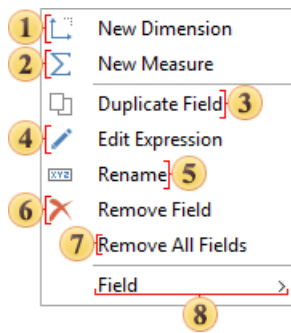 1 New Dimension
2 New Measure
Duplicate Field 3
4 Edit Expression
XYZ Rename 5
6 Remove Field
7 Remove All Fields
Field >
8